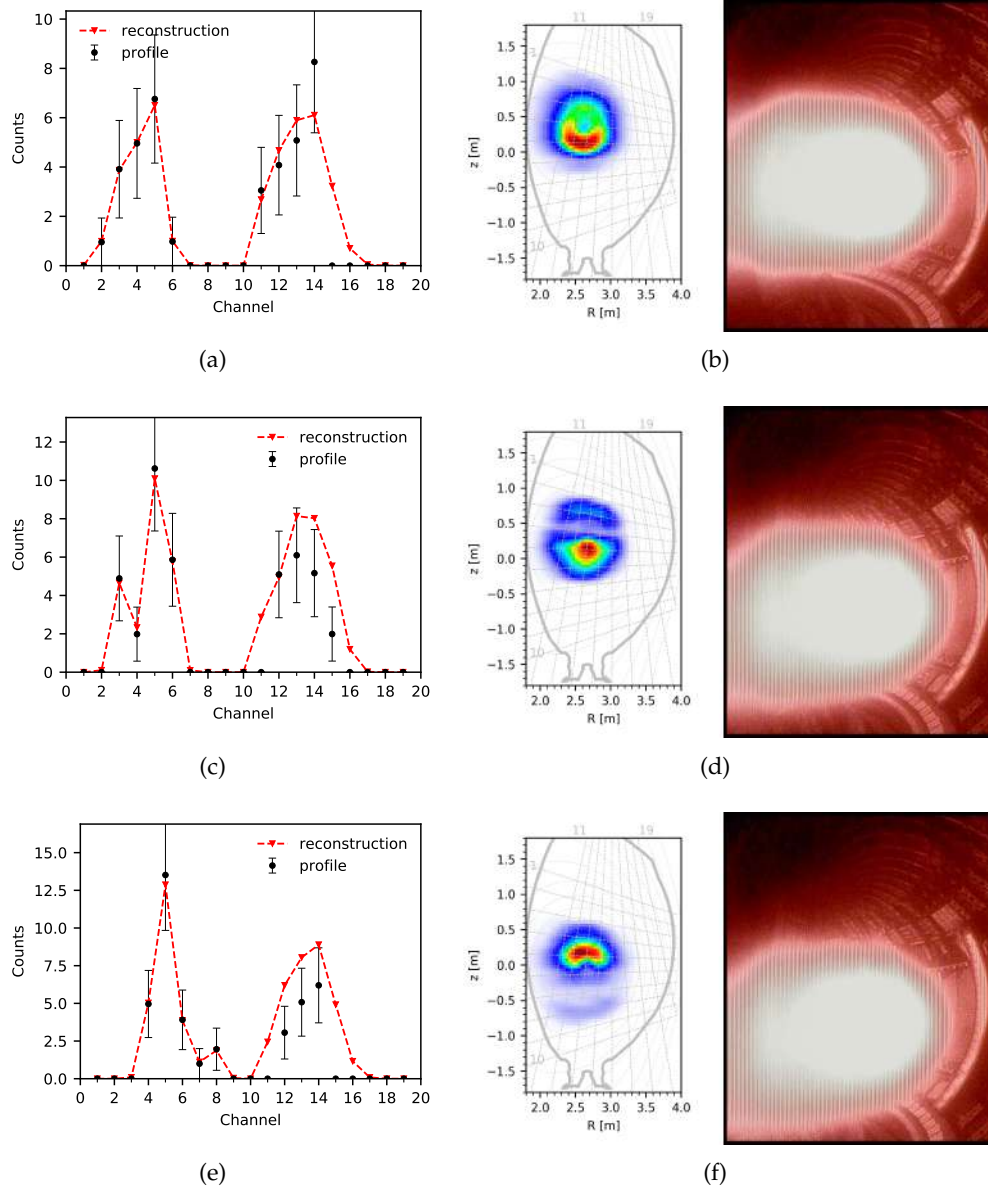 10
8
6
4
2
0
Counts
reconstruction
profile
0 2 4 6 8 10 12 14 16 18 20
Channel
(a)
11 19
1
10
1.5
1.0
0.5
0.0
−0.5
−1.0
−1.5
z [m]
2.0 2.5 3.0 3.5 4.0
R [m]
(b)
12
10
8
6
4
2
0
Counts
reconstruction
profile
0 2 4 6 8 10 12 14 16 18 20
Channel
(c)
11 19
1
10
1.5
1.0
0.5
0.0
−0.5
−1.0
−1.5
z [m]
2.0 2.5 3.0 3.5 4.0
R [m]
(d)
15.0
12.5
10.0
7.5
5.0
2.5
0.0
Counts
reconstruction
profile
0 2 4 6 8 10 12 14 16 18 20
Channel
(e)
11 19
1
10
1.5
1.0
0.5
0.0
−0.5
−1.0
−1.5
z [m]
2.0 2.5 3.0 3.5 4.0
R [m]
(f)